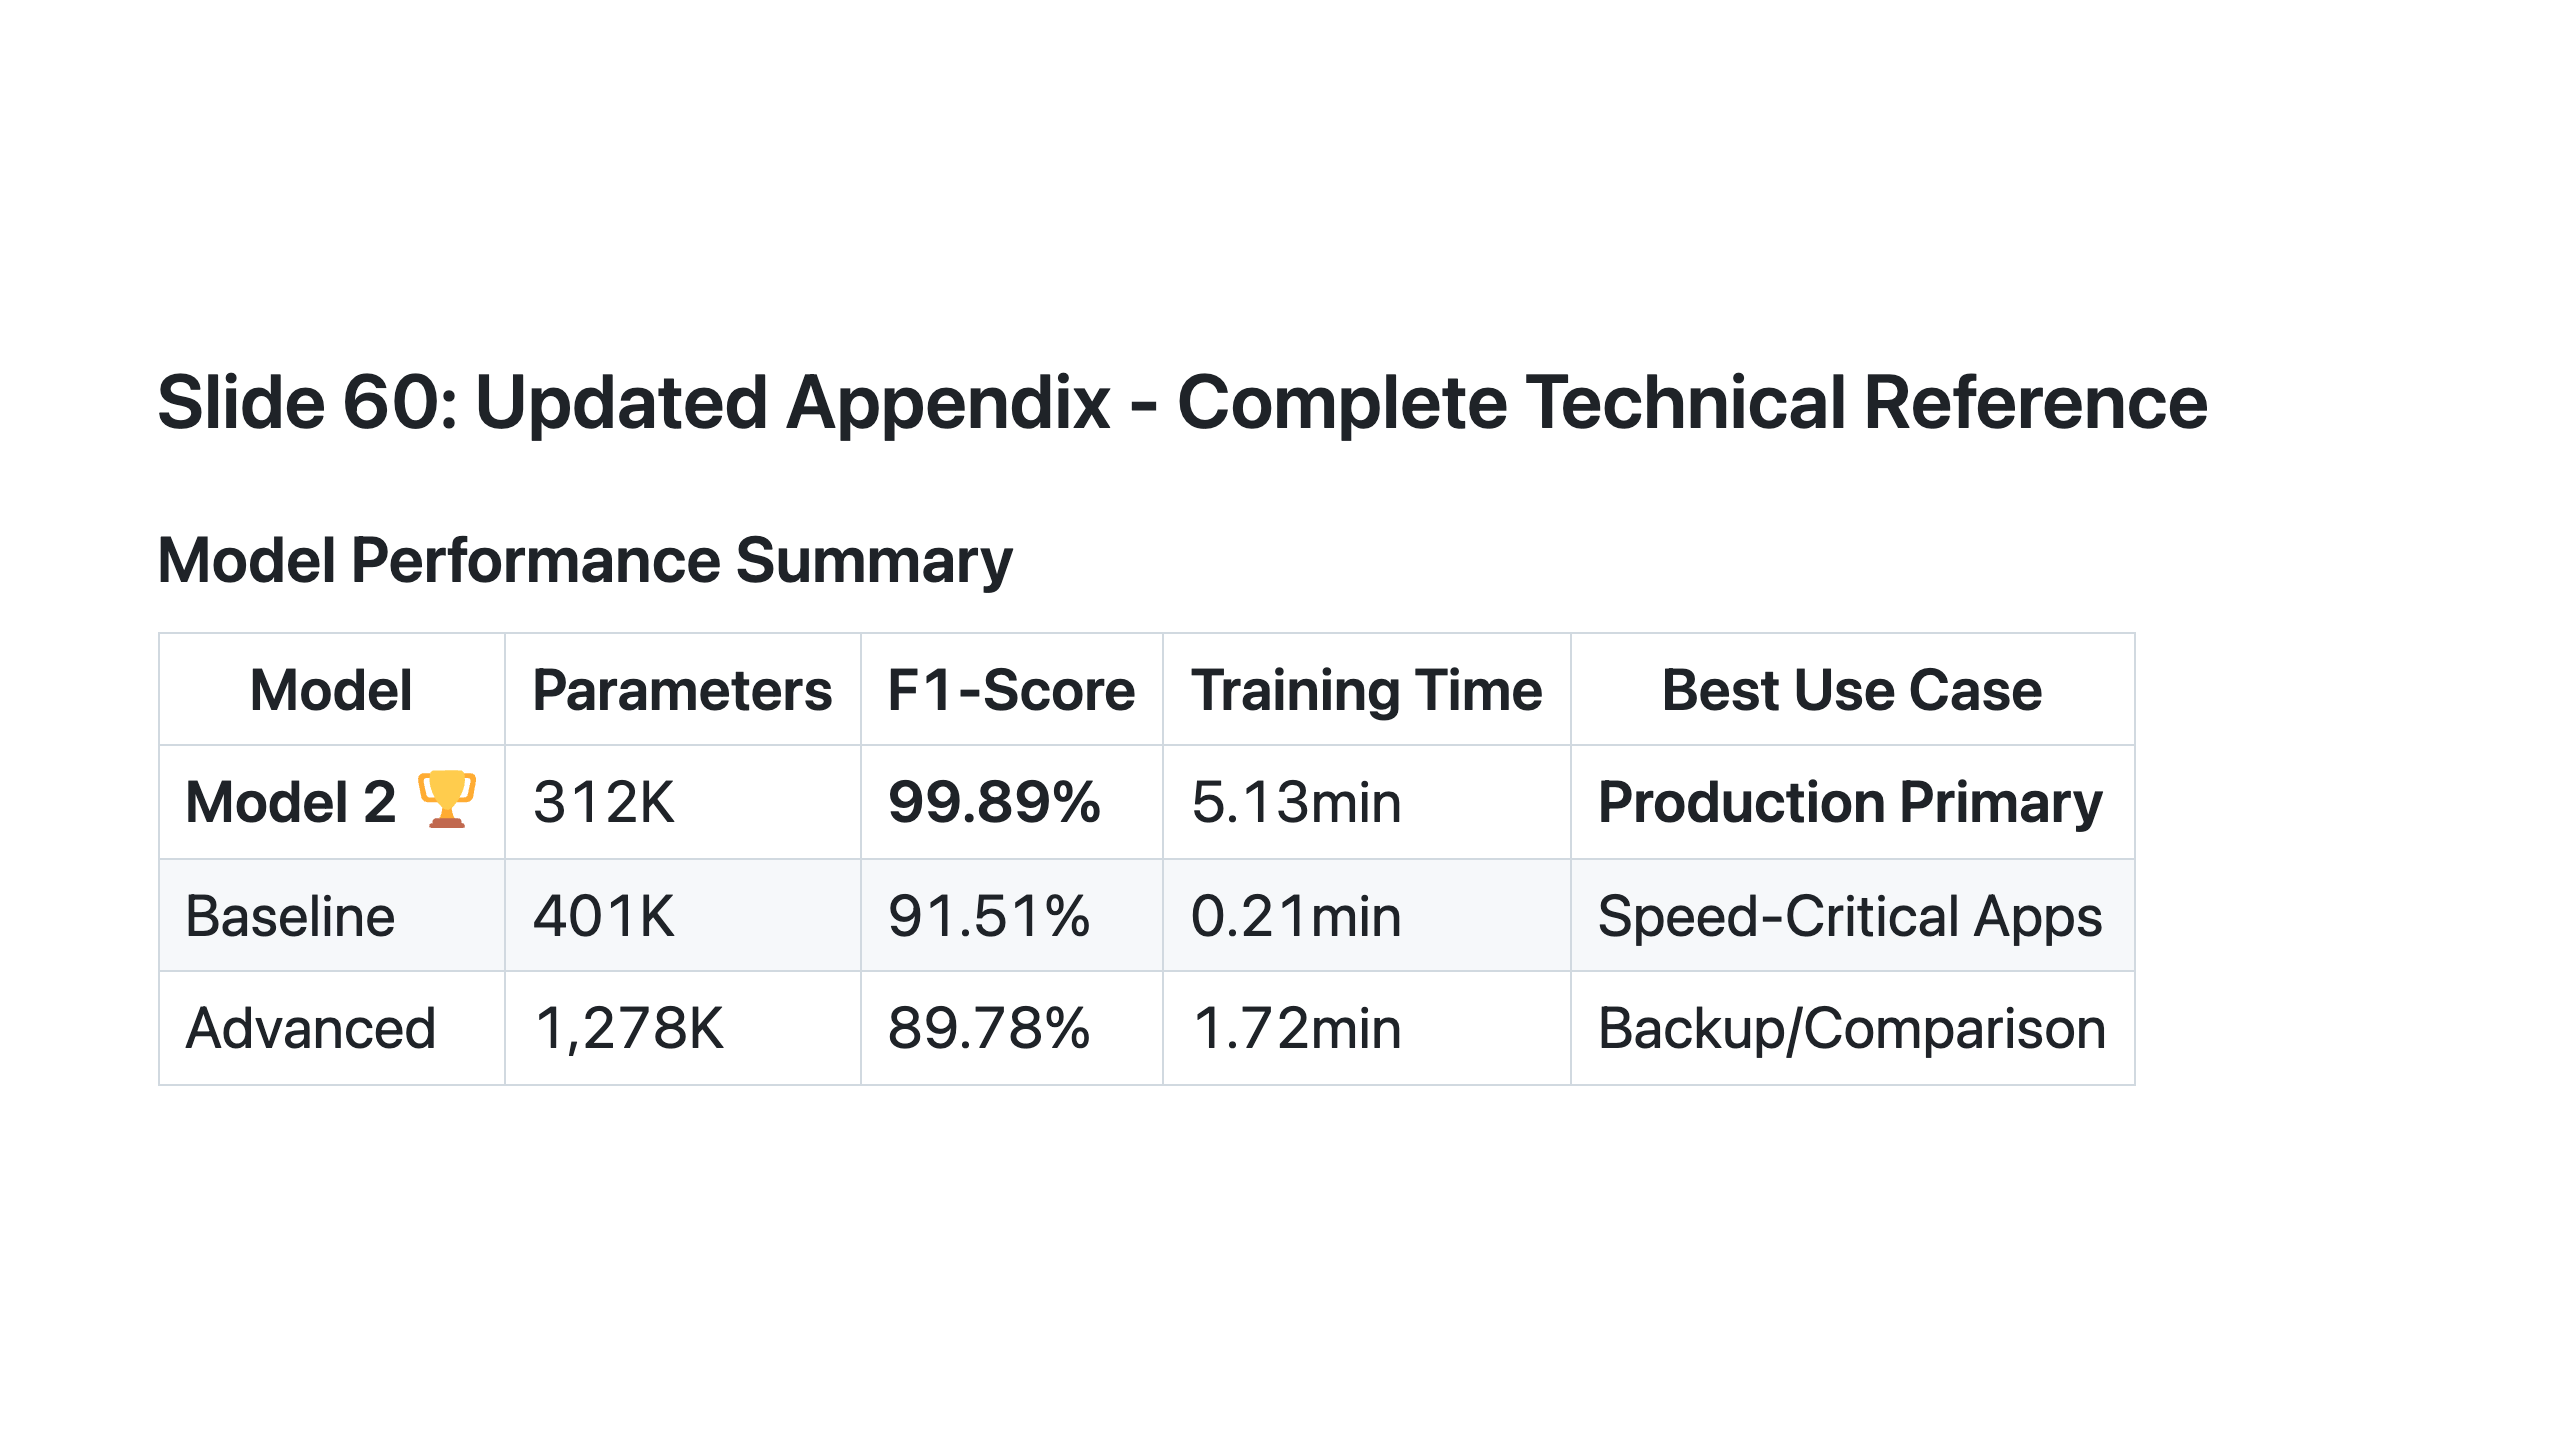 Slide 60: Updated Appendix - Complete Technical Reference
Model Performance Summary
Model Parameters F1-Score Training Time Best Use Case
Model 2 🏆 312K 99.89% 5.13min Production Primary
Baseline 401K 91.51% 0.21min Speed-Critical Apps
Advanced 1,278K 89.78% 1.72min Backup/Comparison